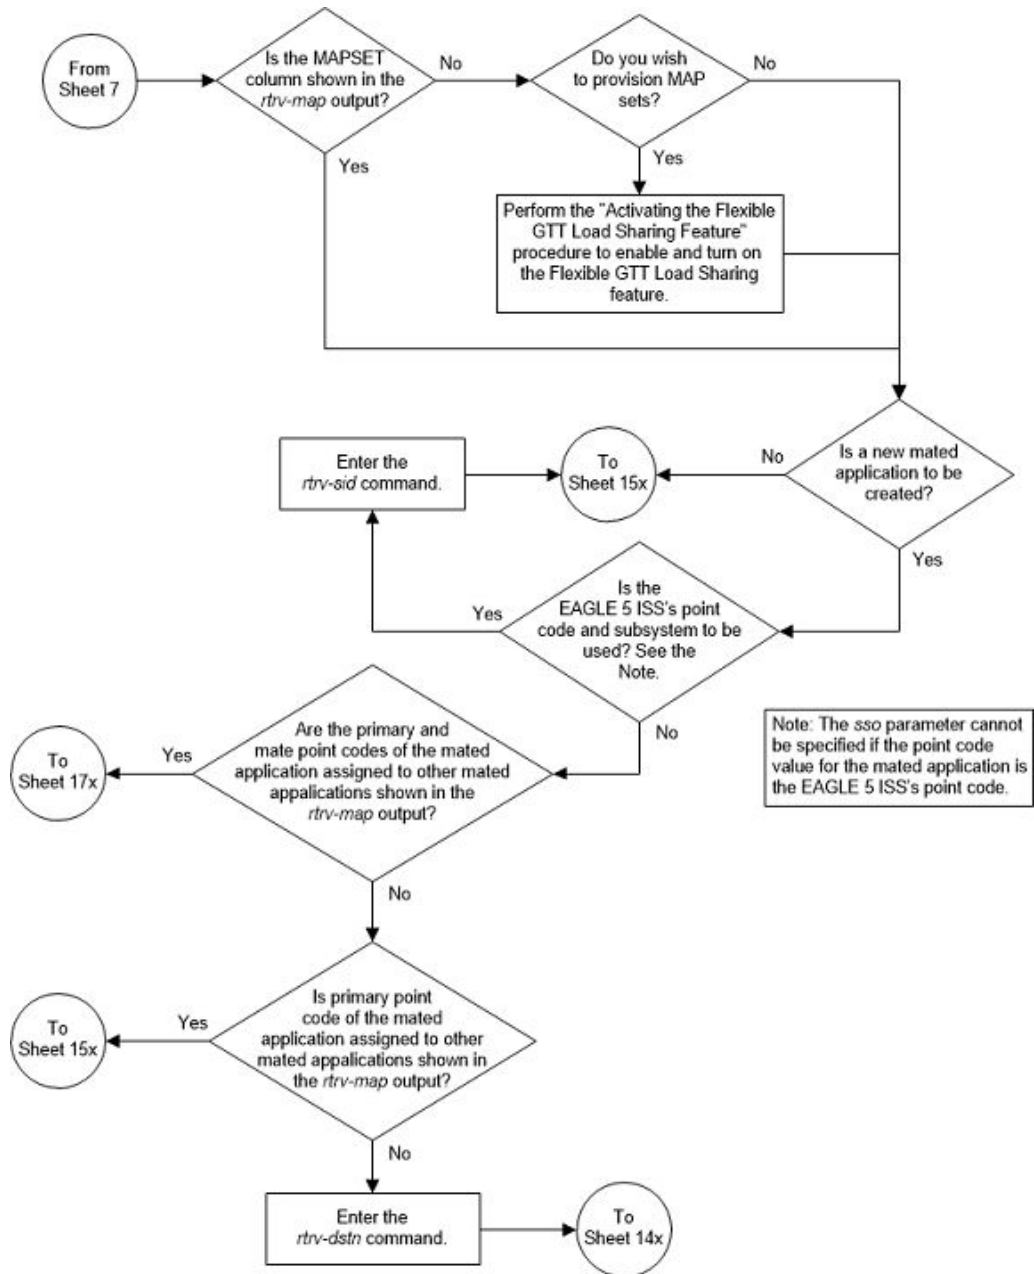 From
Sheet 7
Is the MAPSET
column shown in the
rtrv-map output?
No
Yes
Do you wish
to provision MAP
sets?
No
Yes
Perform the "Activating the Flexible
GTT Load Sharing Feature"
procedure to enable and turn on
the Flexible GTT Load Sharing
feature.
Is a new mated
application to be
created?
No
Yes
To
Sheet 15x
Enter the
rtrv-sid command.
Is the
EAGLE 5 ISS's point
code and subsystem to be
used? See the
Note.
Yes
No
Note: The sso parameter cannot
be specified if the point code
value for the mated application is
the EAGLE 5 ISS's point code.
Are the primary and
mate point codes of the mated
application assigned to other mated
appalications shown in the
rtrv-map output?
Yes
To
Sheet 17x
No
Is primary point
code of the mated
application assigned to other
mated appalications shown in
the rtrv-map output?
Yes
To
Sheet 15x
No
Enter the
rtrv-dstn command.
To
Sheet 14x